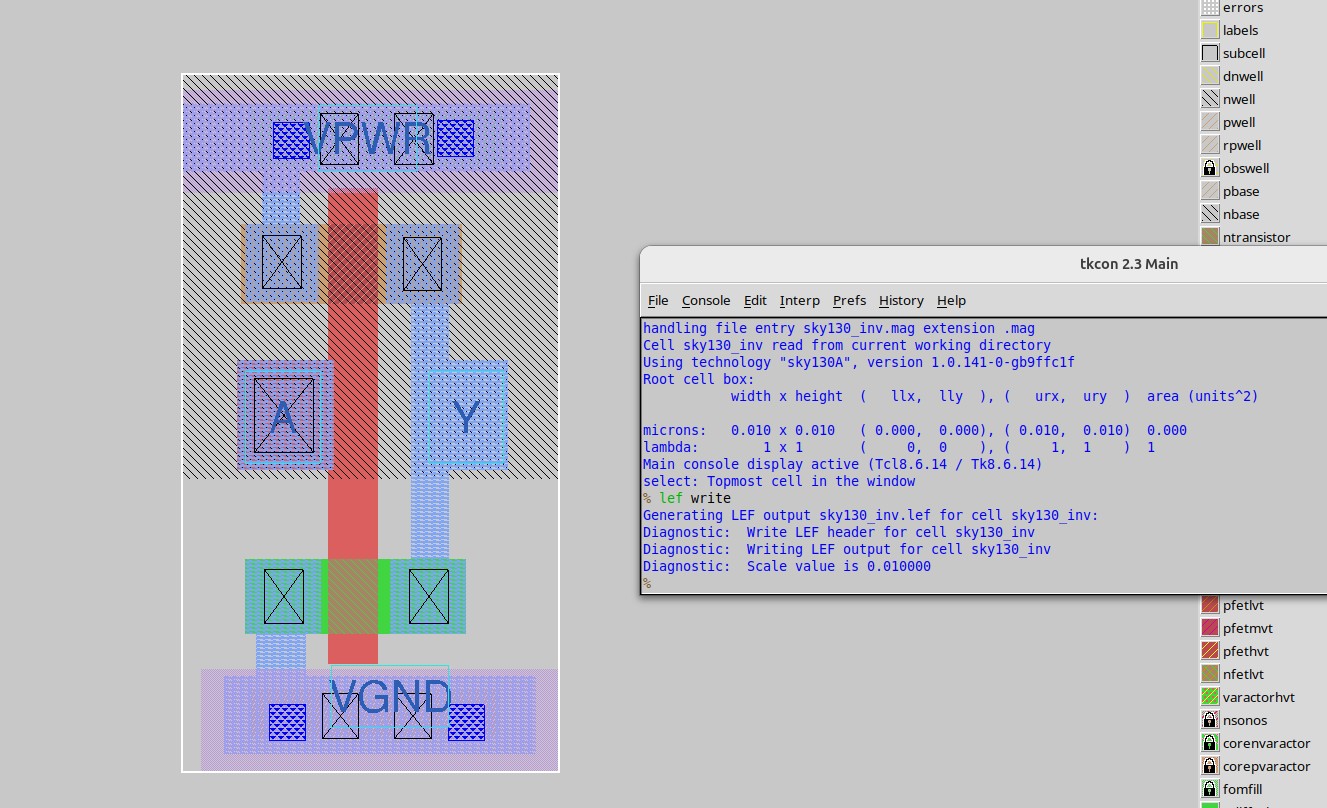 VPWR
A
Y
VGND
errors
labels
subcell
dnwell
nwell
pwell
rpwell
obswell
pbase
nbase
ntransistor
tkcon 2.3 Main
File Console Edit Interp Prefs History Help
handling file entry sky130_inv.mag extension .mag
Cell sky130_inv read from current working directory
Using technology "sky130A", version 1.0.141-0-gb9ffc1f
Root cell box:
width x height ( llx, lly ), ( urx, ury ) area (units^2)
microns: 0.010 x 0.010 ( 0.000, 0.000), ( 0.010, 0.010) 0.000
lambda: 1 x 1 ( 0, 0 ), ( 1, 1 ) 1
Main console display active (Tcl8.6.14 / Tk8.6.14)
select: Topmost cell in the window
% lef write
Generating LEF output sky130_inv.lef for cell sky130_inv:
Diagnostic: Write LEF header for cell sky130_inv
Diagnostic: Writing LEF output for cell sky130_inv
Diagnostic: Scale value is 0.010000
%
pfetlvt
pfetmvt
pfethvt
nfetlvt
varactorhvt
nsonos
corenvaractor
corepvaractor
fomfill